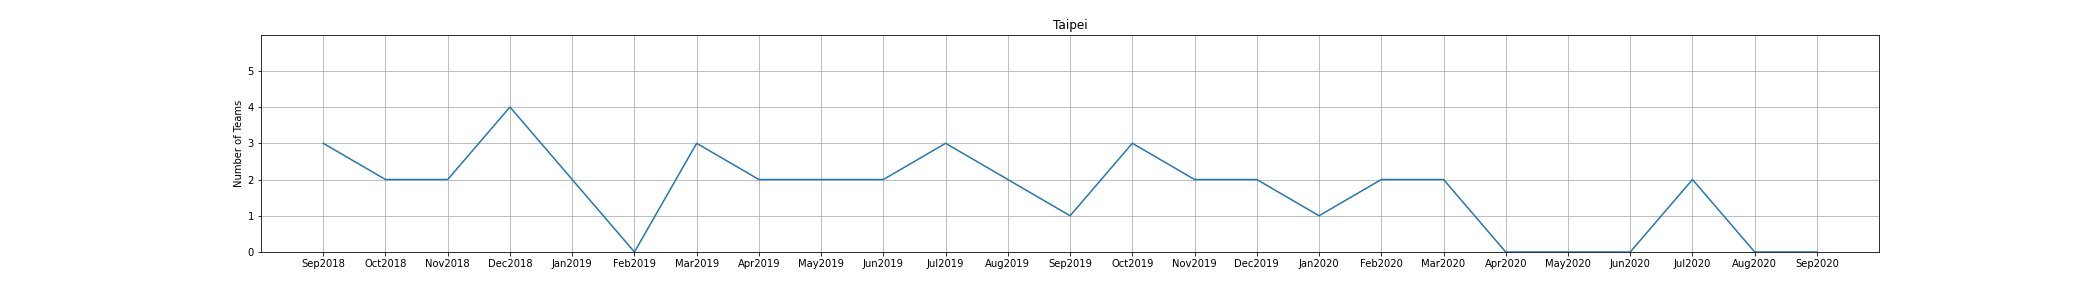 Taipei
Number of Teams
5
4
3
2
1
0
Sep2018 Oct2018 Nov2018 Dec2018 Jan2019 Feb2019 Mar2019 Apr2019 May2019 Jun2019 Jul2019 Aug2019 Sep2019 Oct2019 Nov2019 Dec2019 Jan2020 Feb2020 Mar2020 Apr2020 May2020 Jun2020 Jul2020 Aug2020 Sep2020